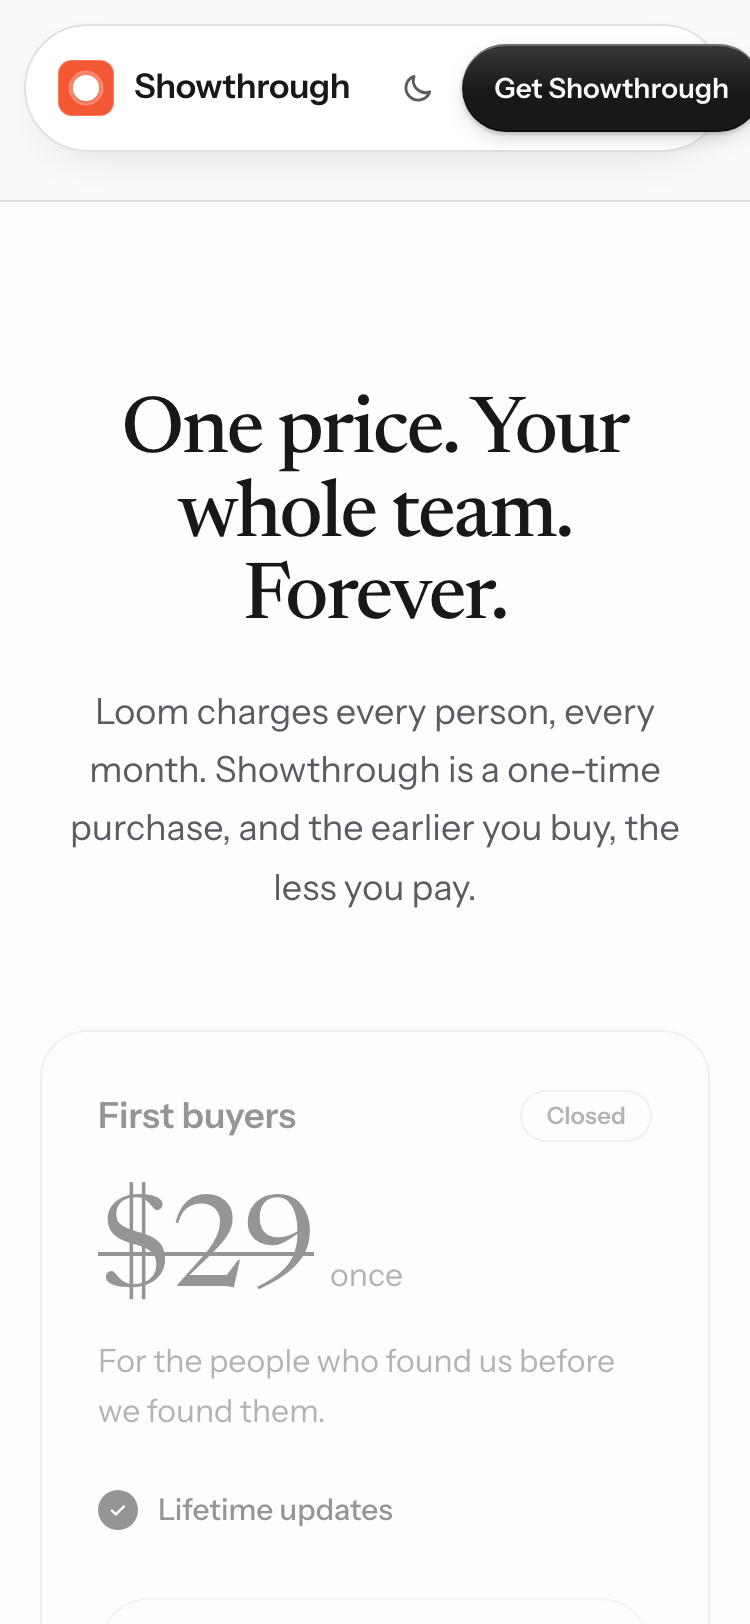 Showthrough
Get Showthrough
One price. Your
whole team.
Forever.
Loom charges every person, every
month. Showthrough is a one-time
purchase, and the earlier you buy, the
less you pay.
First buyers
Closed
$29 once
For the people who found us before
we found them.
Lifetime updates